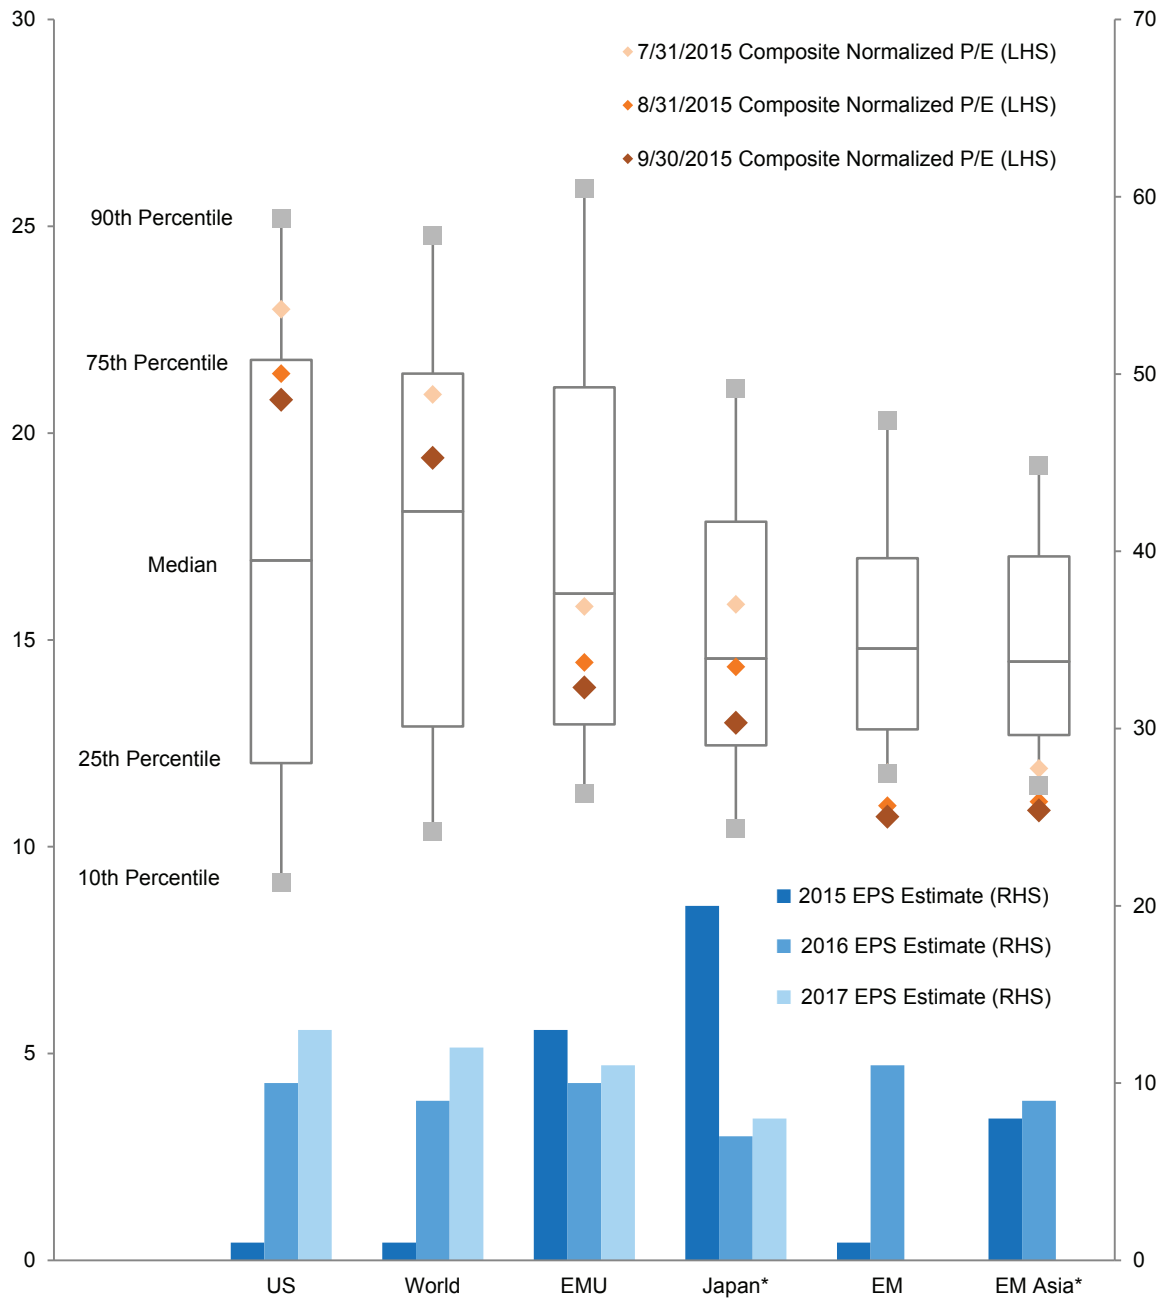 30
70
7/31/2015 Composite Normalized P/E (LHS)
8/31/2015 Composite Normalized P/E (LHS)
9/30/2015 Composite Normalized P/E (LHS)
60
25
90th Percentile
75th Percentile
50
20
40
Median
15
30
25th Percentile
10
10th Percentile
20
2015 EPS Estimate (RHS)
2016 EPS Estimate (RHS)
2017 EPS Estimate (RHS)
5
10
0
0
US World EMU Japan* EM EM Asia*